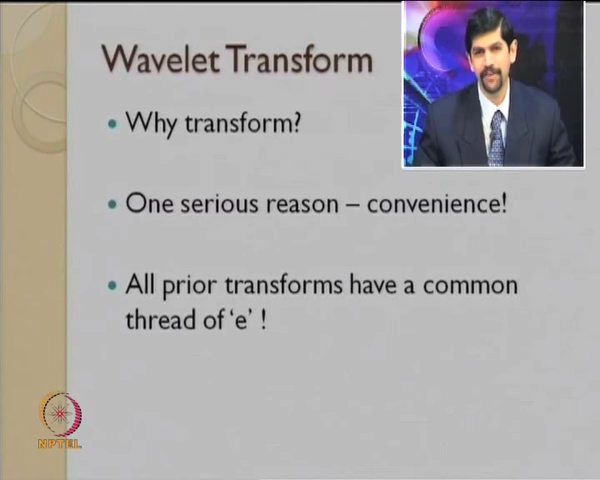 Wavelet Transform
• Why transform?
• One serious reason – convenience!
• All prior transforms have a common
thread of ‘e’ !
NPTEL